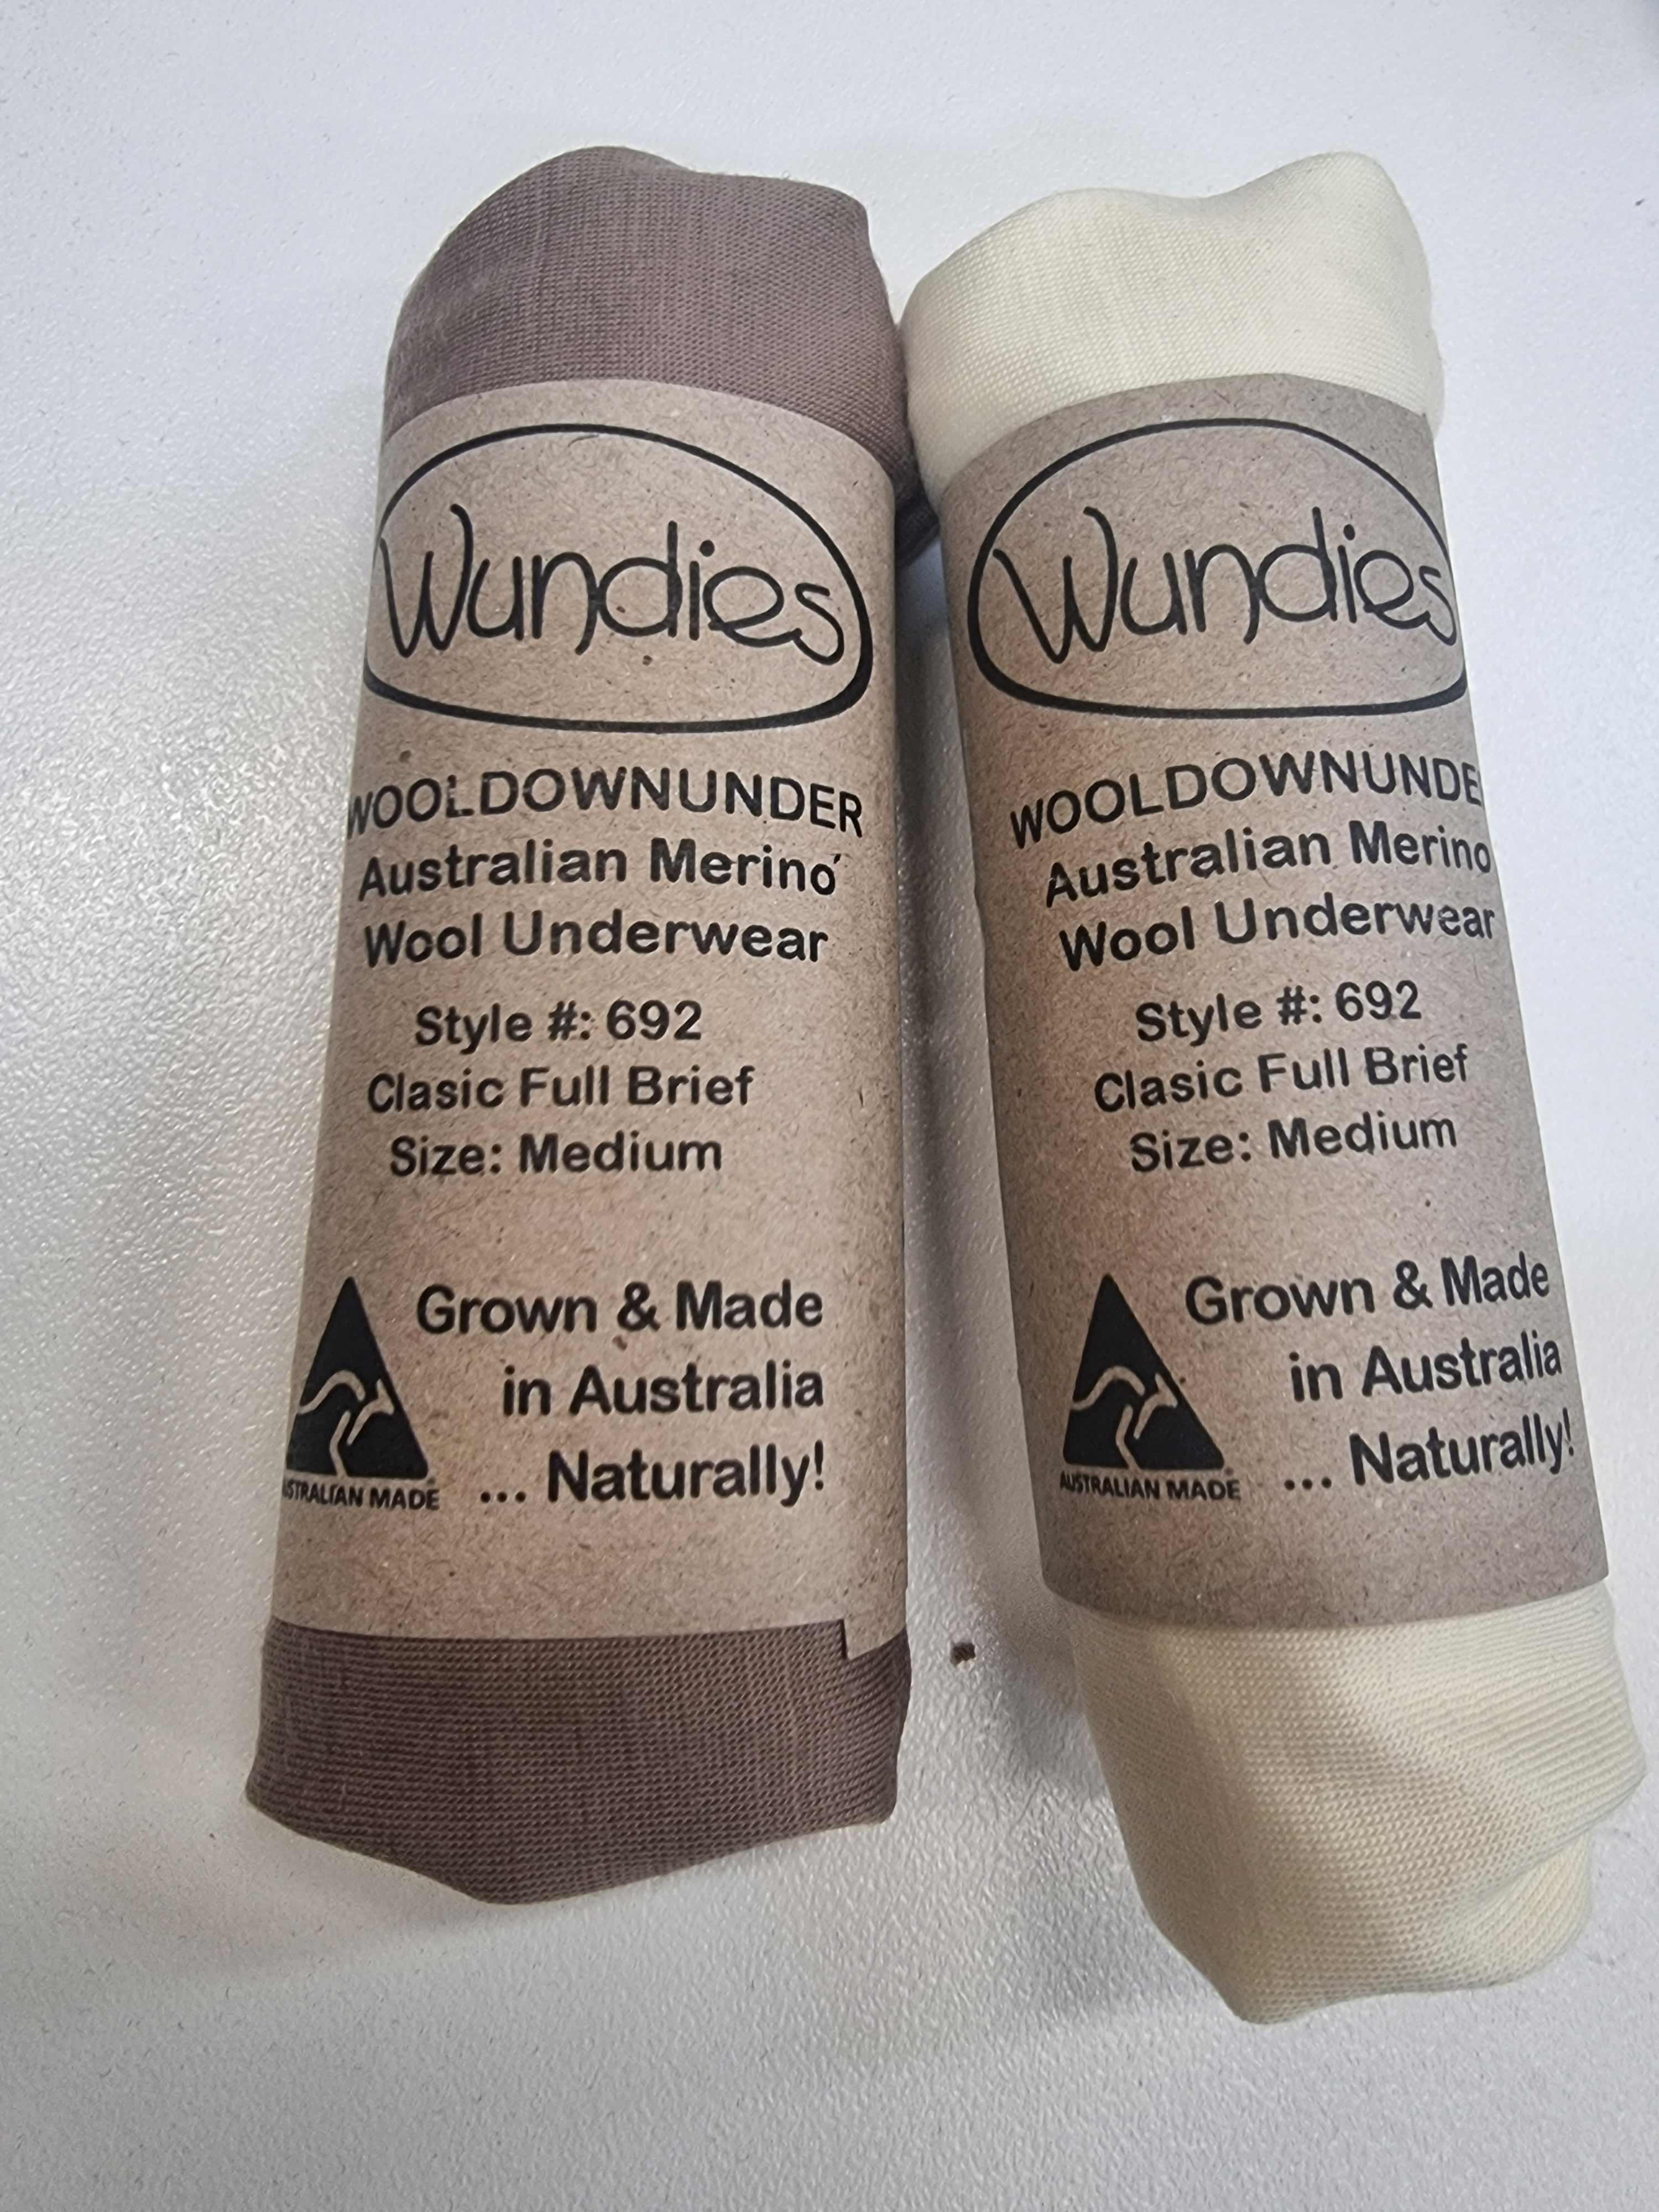 Wundies
WOOLDOWNUNDER
Australian Merino
Wool Underwear
Style #: 692
Clasic Full Brief
Size: Medium
Grown & Made
in Australia
... Naturally!
AUSTRALIAN MADE
Wundies
WOOLDOWNUNDE
Australian Merino
Wool Underwear
Style #: 692
Clasic Full Brief
Size: Medium
Grown & Made
in Australia
... Naturally!
AUSTRALIAN MADE